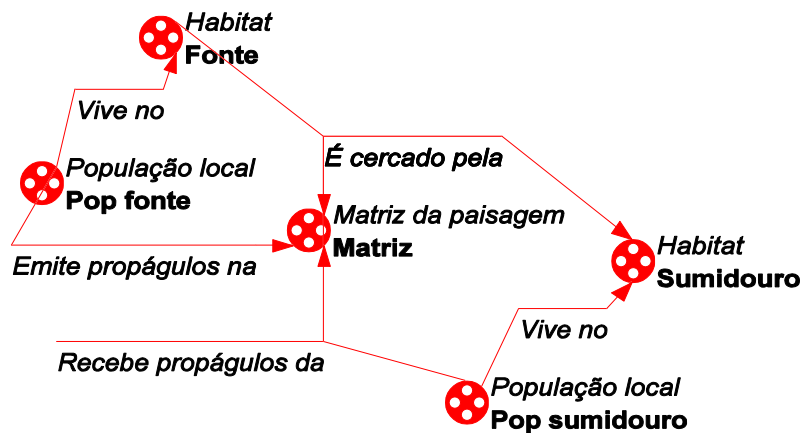 Habitat
Fonte
Vive no
É cercado pela
População local
Pop fonte
Matriz da paisagem
Matriz
Habitat
Sumidouro
Emite propágulos na
Vive no
Recebe propágulos da
População local
Pop sumidouro